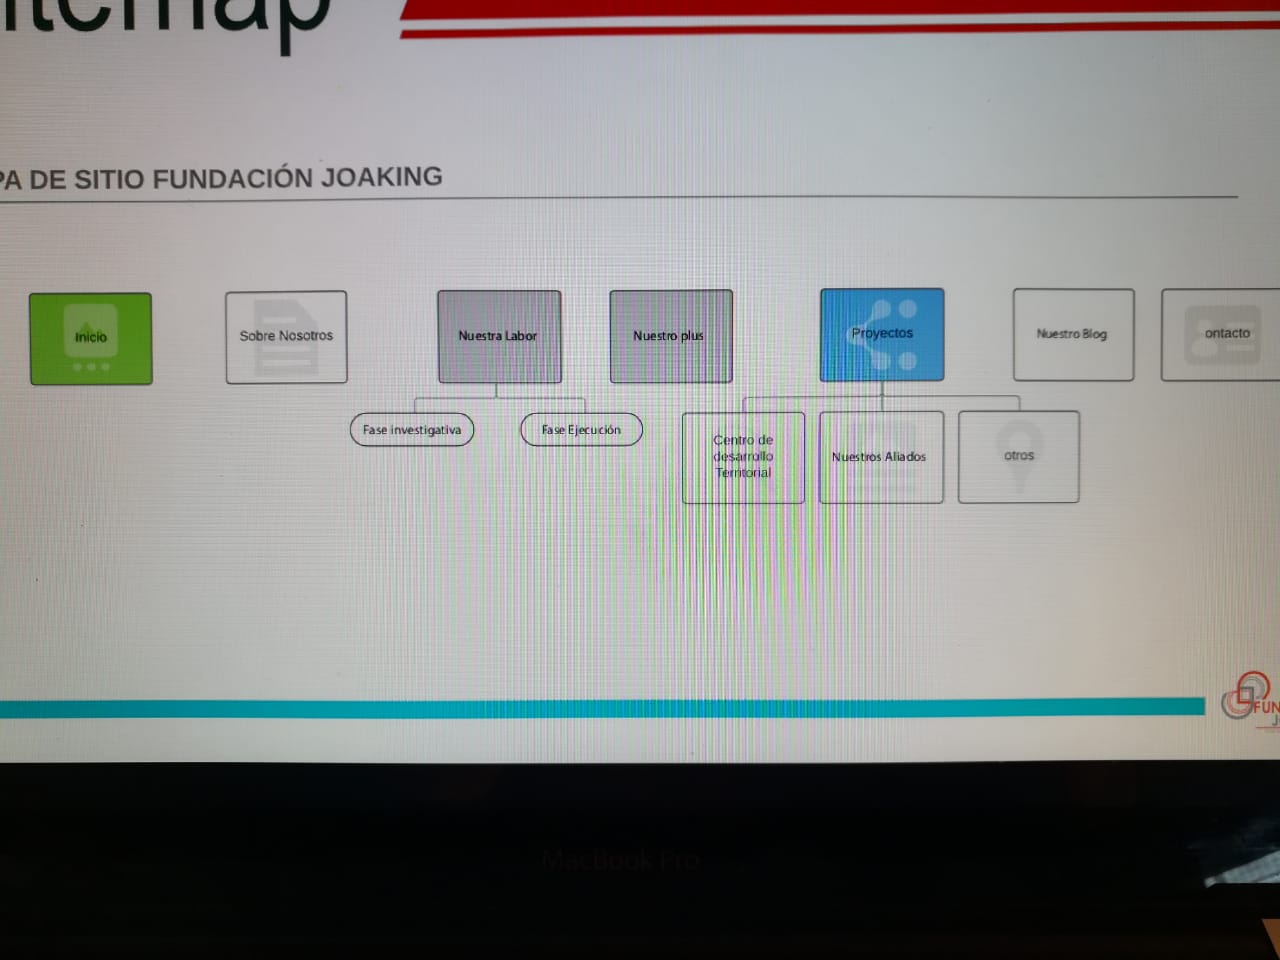 itemap
PA DE SITIO FUNDACIÓN JOAKING
Inicio
Sobre Nosotros
Nuestra Labor
Nuestro plus
Proyectos
Nuestro Blog
ontacto
Fase investigativa
Fase Ejecución
Centro de
desarrollo
Territorial
Nuestros Aliados
otros
FUN
J
MacBook Pro